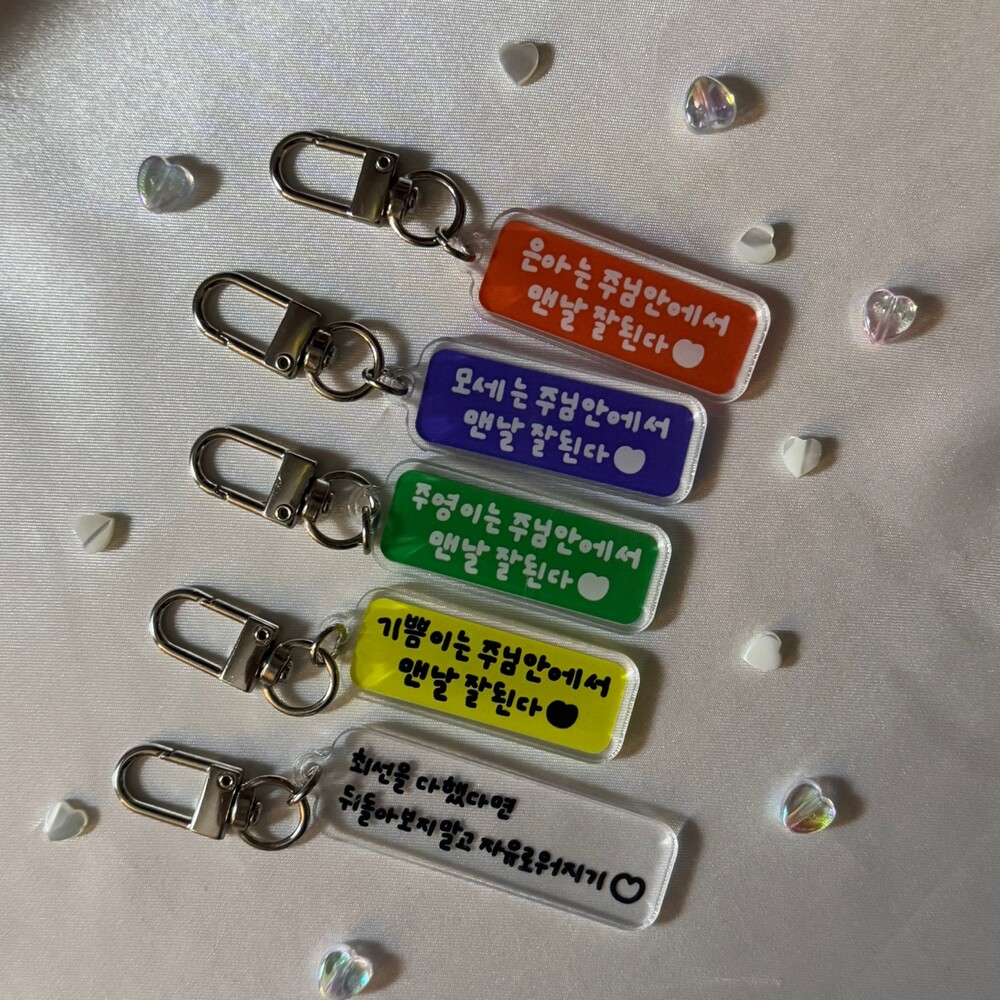 은아는 주님안에서
맨날 잘된다
모세는 주님안에서
맨날 잘된다
주영이는 주님안에서
맨날 잘된다
기쁨이는 주님안에서
맨날 잘된다
최선을 다했다면
뒤돌아보지말고 자유로워지기